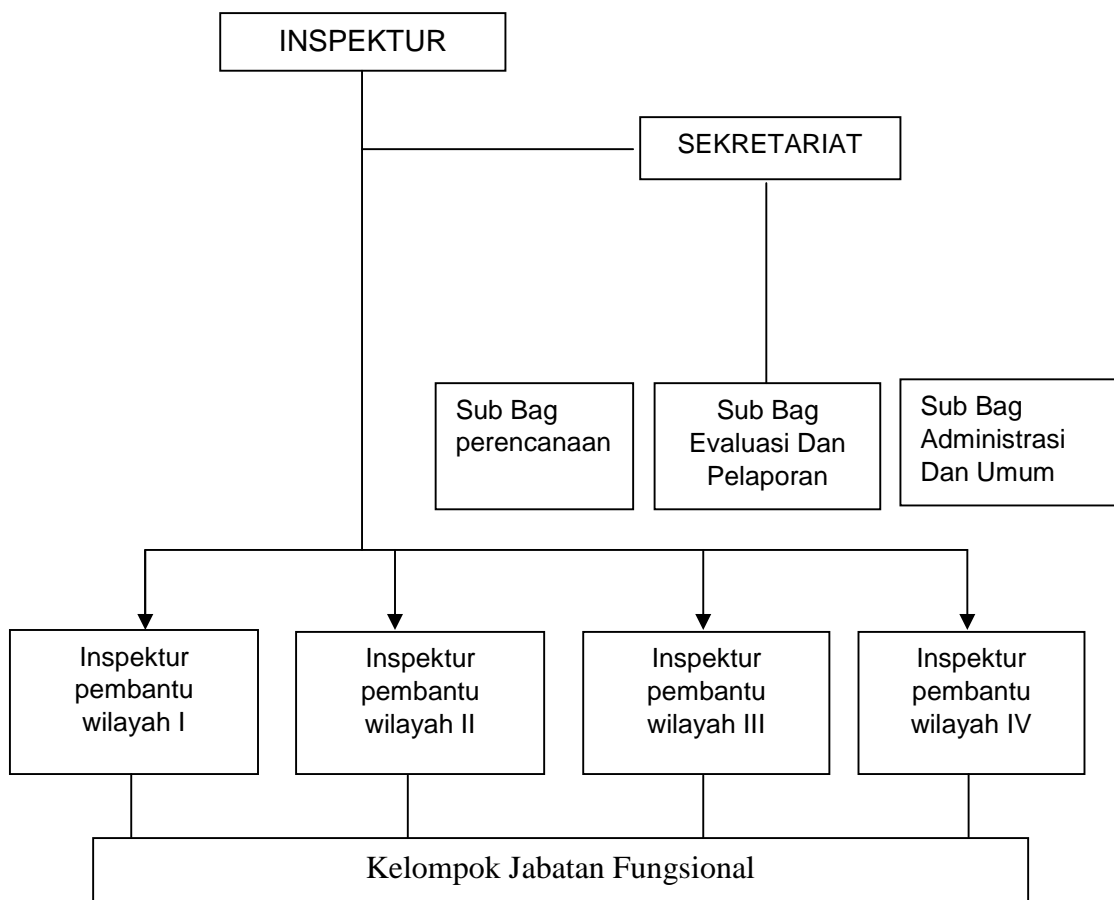 INSPEKTUR
SEKRETARIAT
Sub Bag
perencanaan
Sub Bag
Evaluasi Dan
Pelaporan
Sub Bag
Administrasi
Dan Umum
Inspektur
pembantu
wilayah I
Inspektur
pembantu
wilayah II
Inspektur
pembantu
wilayah III
Inspektur
pembantu
wilayah IV
Kelompok Jabatan Fungsional